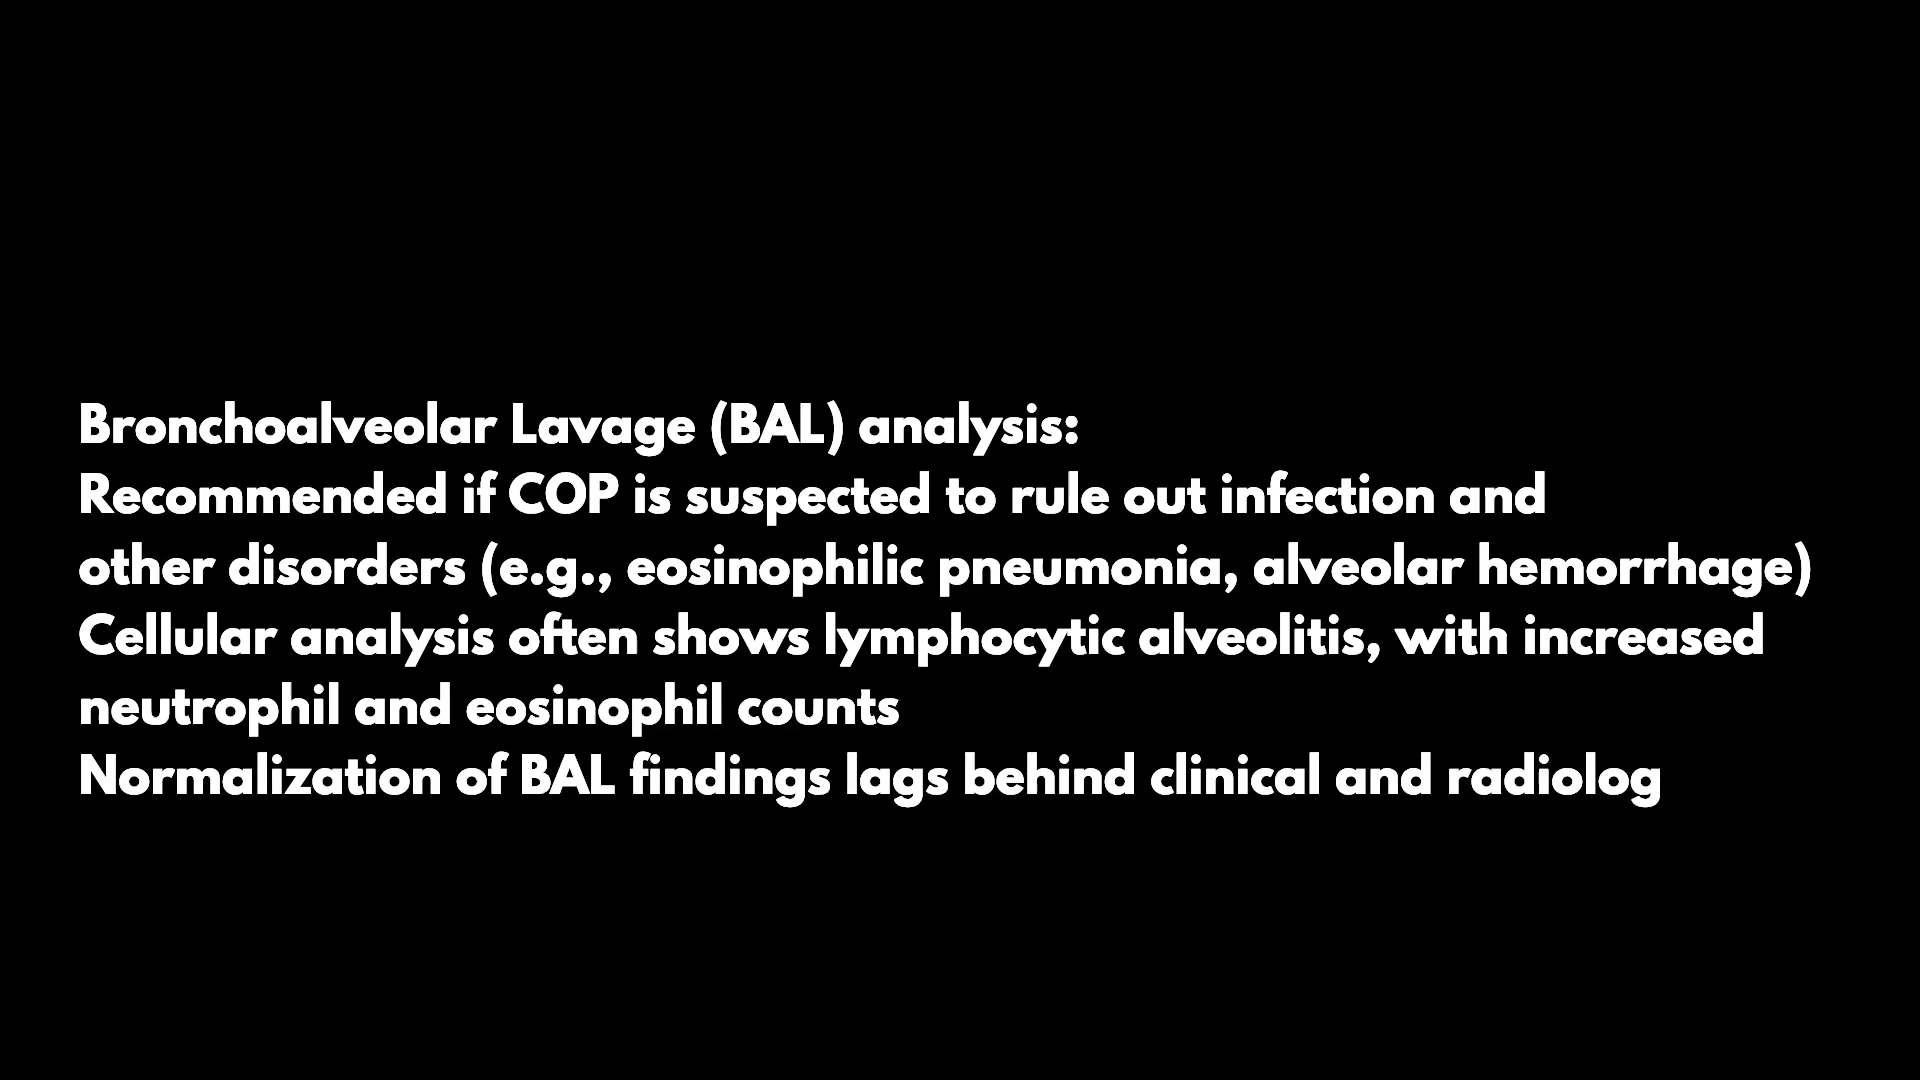 Bronchoalveolar Lavage (BAL) analysis:
Recommended if COP is suspected to rule out infection and
other disorders (e.g., eosinophilic pneumonia, alveolar hemorrhage)
Cellular analysis often shows lymphocytic alveolitis, with increased
neutrophil and eosinophil counts
Normalization of BAL findings lags behind clinical and radiolog